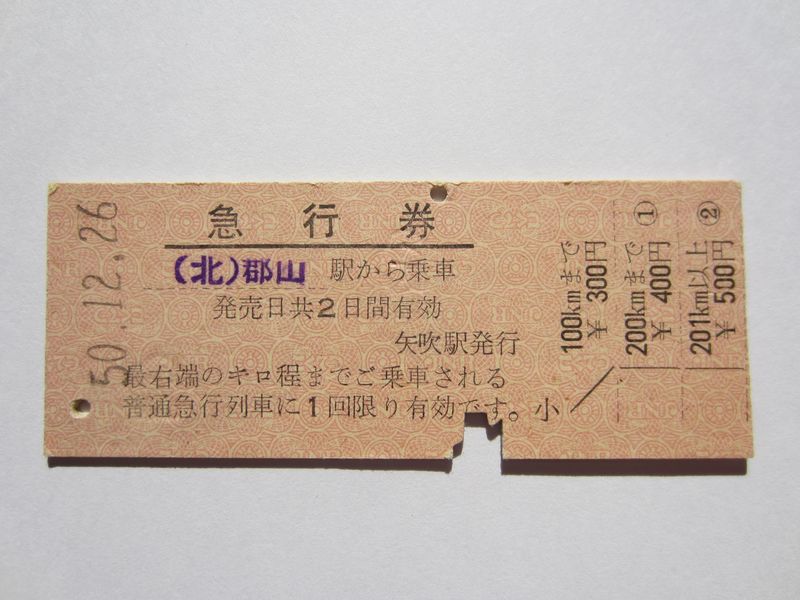 50.12.26
急行券
(北)郡山 駅から乗車
発売日共2日間有効
矢吹駅発行
最右端のキロ程までご乗車される
普通急行列車に1回限り有効です。 小
100kmまで
¥ 300円
①
200kmまで
¥ 400円
②
201km以上
¥ 500円